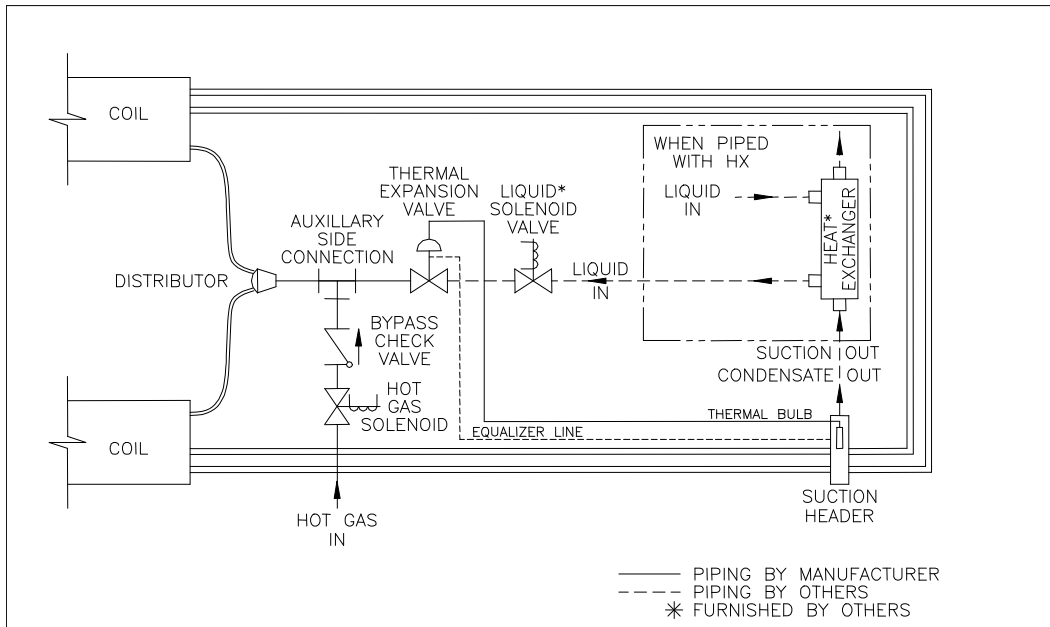 COIL
WHEN PIPED
WITH HX
LIQUID
IN
HEAT*
EXCHANGER
THERMAL
EXPANSION
VALVE
LIQUID*
SOLENOID
VALVE
AUXILLARY
SIDE
CONNECTION
DISTRIBUTOR
LIQUID
IN
BYPASS
CHECK
VALVE
SUCTION OUT
CONDENSATE OUT
HOT
GAS
SOLENOID
THERMAL BULB
EQUALIZER LINE
COIL
SUCTION
HEADER
HOT GAS
IN
PIPING BY MANUFACTURER
PIPING BY OTHERS
* FURNISHED BY OTHERS